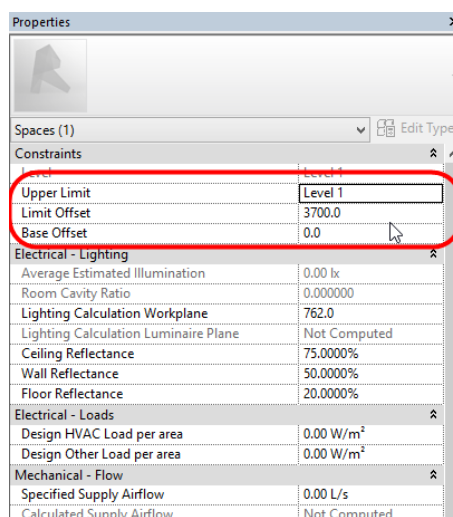 Properties
Spaces (1) Edit Type
Constraints
Level Level 1
Upper Limit Level 1
Limit Offset 3700.0
Base Offset 0.0
Electrical - Lighting
Average Estimated Illumination 0.00 lx
Room Cavity Ratio 0.000000
Lighting Calculation Workplane 762.0
Lighting Calculation Luminaire Plane Not Computed
Ceiling Reflectance 75.0000%
Wall Reflectance 50.0000%
Floor Reflectance 20.0000%
Electrical - Loads
Design HVAC Load per area 0.00 W/m²
Design Other Load per area 0.00 W/m²
Mechanical - Flow
Specified Supply Airflow 0.00 L/s
Calculated Supply Airflow Not Computed